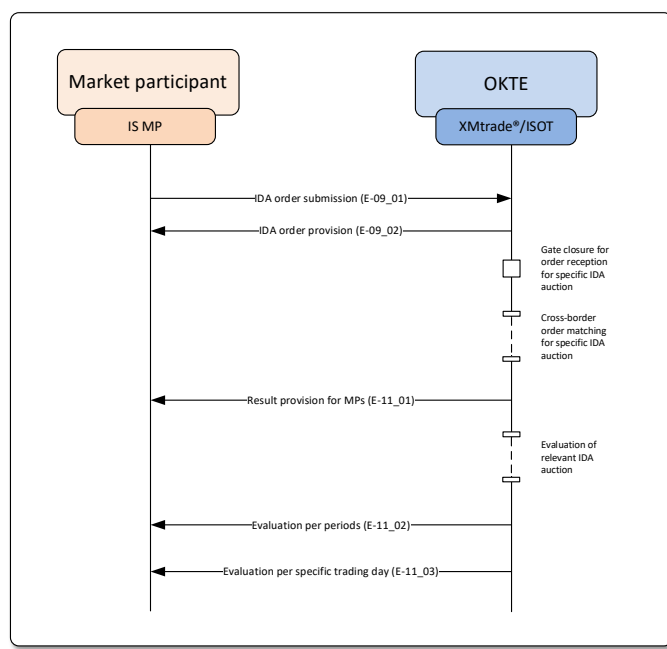 Market participant
OKTE
IS MP
XMtrade®/ISOT
IDA order submission (E-09_01)
IDA order provision (E-09_02)
Gate closure for
order reception
for specific IDA
auction
Cross-border
order matching
for specific IDA
auction
Result provision for MPs (E-11_01)
Evaluation of
relevant IDA
auction
Evaluation per periods (E-11_02)
Evaluation per specific trading day (E-11_03)